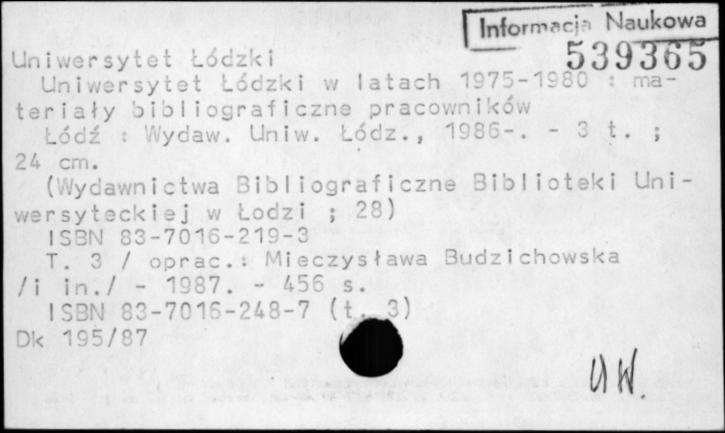 Informacja Naukowa
539365
Uniwersytet Łódzki
Uniwersytet Łódzki w latach 1975-1980 : ma-
teriały bibliograficzne pracowników
Łódź : Wydaw. Uniw. Łódz., 1986-. - 3 t. ;
24 cm.
(Wydawnictwa Bibliograficzne Biblioteki Uni-
wersyteckiej w Łodzi ; 28)
ISBN 83-7016-219-3
T. 3 / oprac.: Mieczysława Budzichowska
/i in./ - 1987. - 456 s.
ISBN 83-7016-248-7 (t. 3)
Dk 195/87
UW.